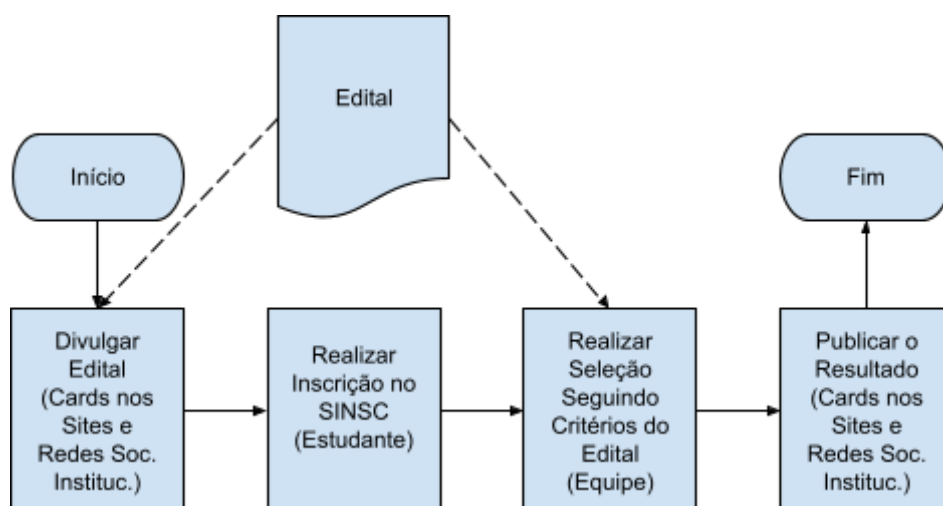 Edital
Início
Fim
Divulgar
Edital
(Cards nos
Sites e
Redes Soc.
Instituc.)
Realizar
Inscrição no
SINSC
(Estudante)
Realizar
Seleção
Seguindo
Critérios do
Edital
(Equipe)
Publicar o
Resultado
(Cards nos
Sites e
Redes Soc.
Instituc.)